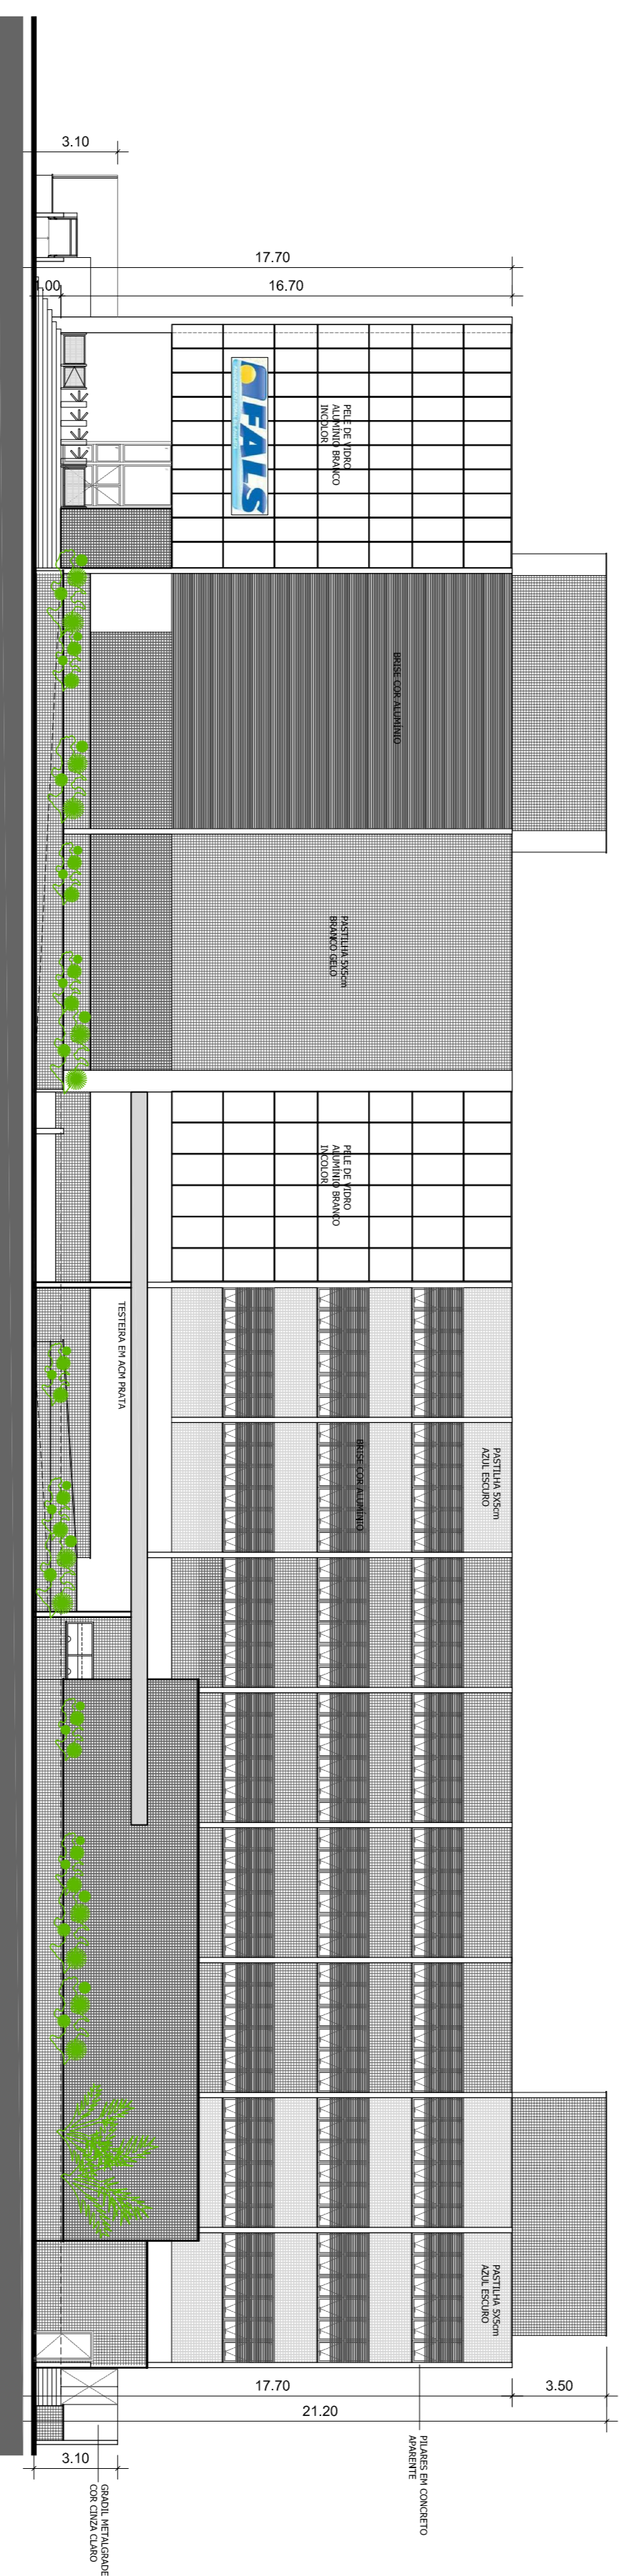 3.10
17.70
1.00
16.70
FALS
PELE DE VIDRO
ALUMÍNIO BRANCO
INCOLOR
BRISE COR ALUMÍNIO
PASTILHA 5X5cm
BRANCO GELO
PELE DE VIDRO
ALUMÍNIO BRANCO
INCOLOR
TESTEIRA EM ACM PRATA
BRISE COR ALUMÍNIO
PASTILHA 5X5cm
AZUL ESCURO
PASTILHA 5X5cm
AZUL ESCURO
17.70
3.50
21.20
3.10
PILARES EM CONCRETO
APARENTE
GRADIL METALGRADE
COR CINZA CLARO